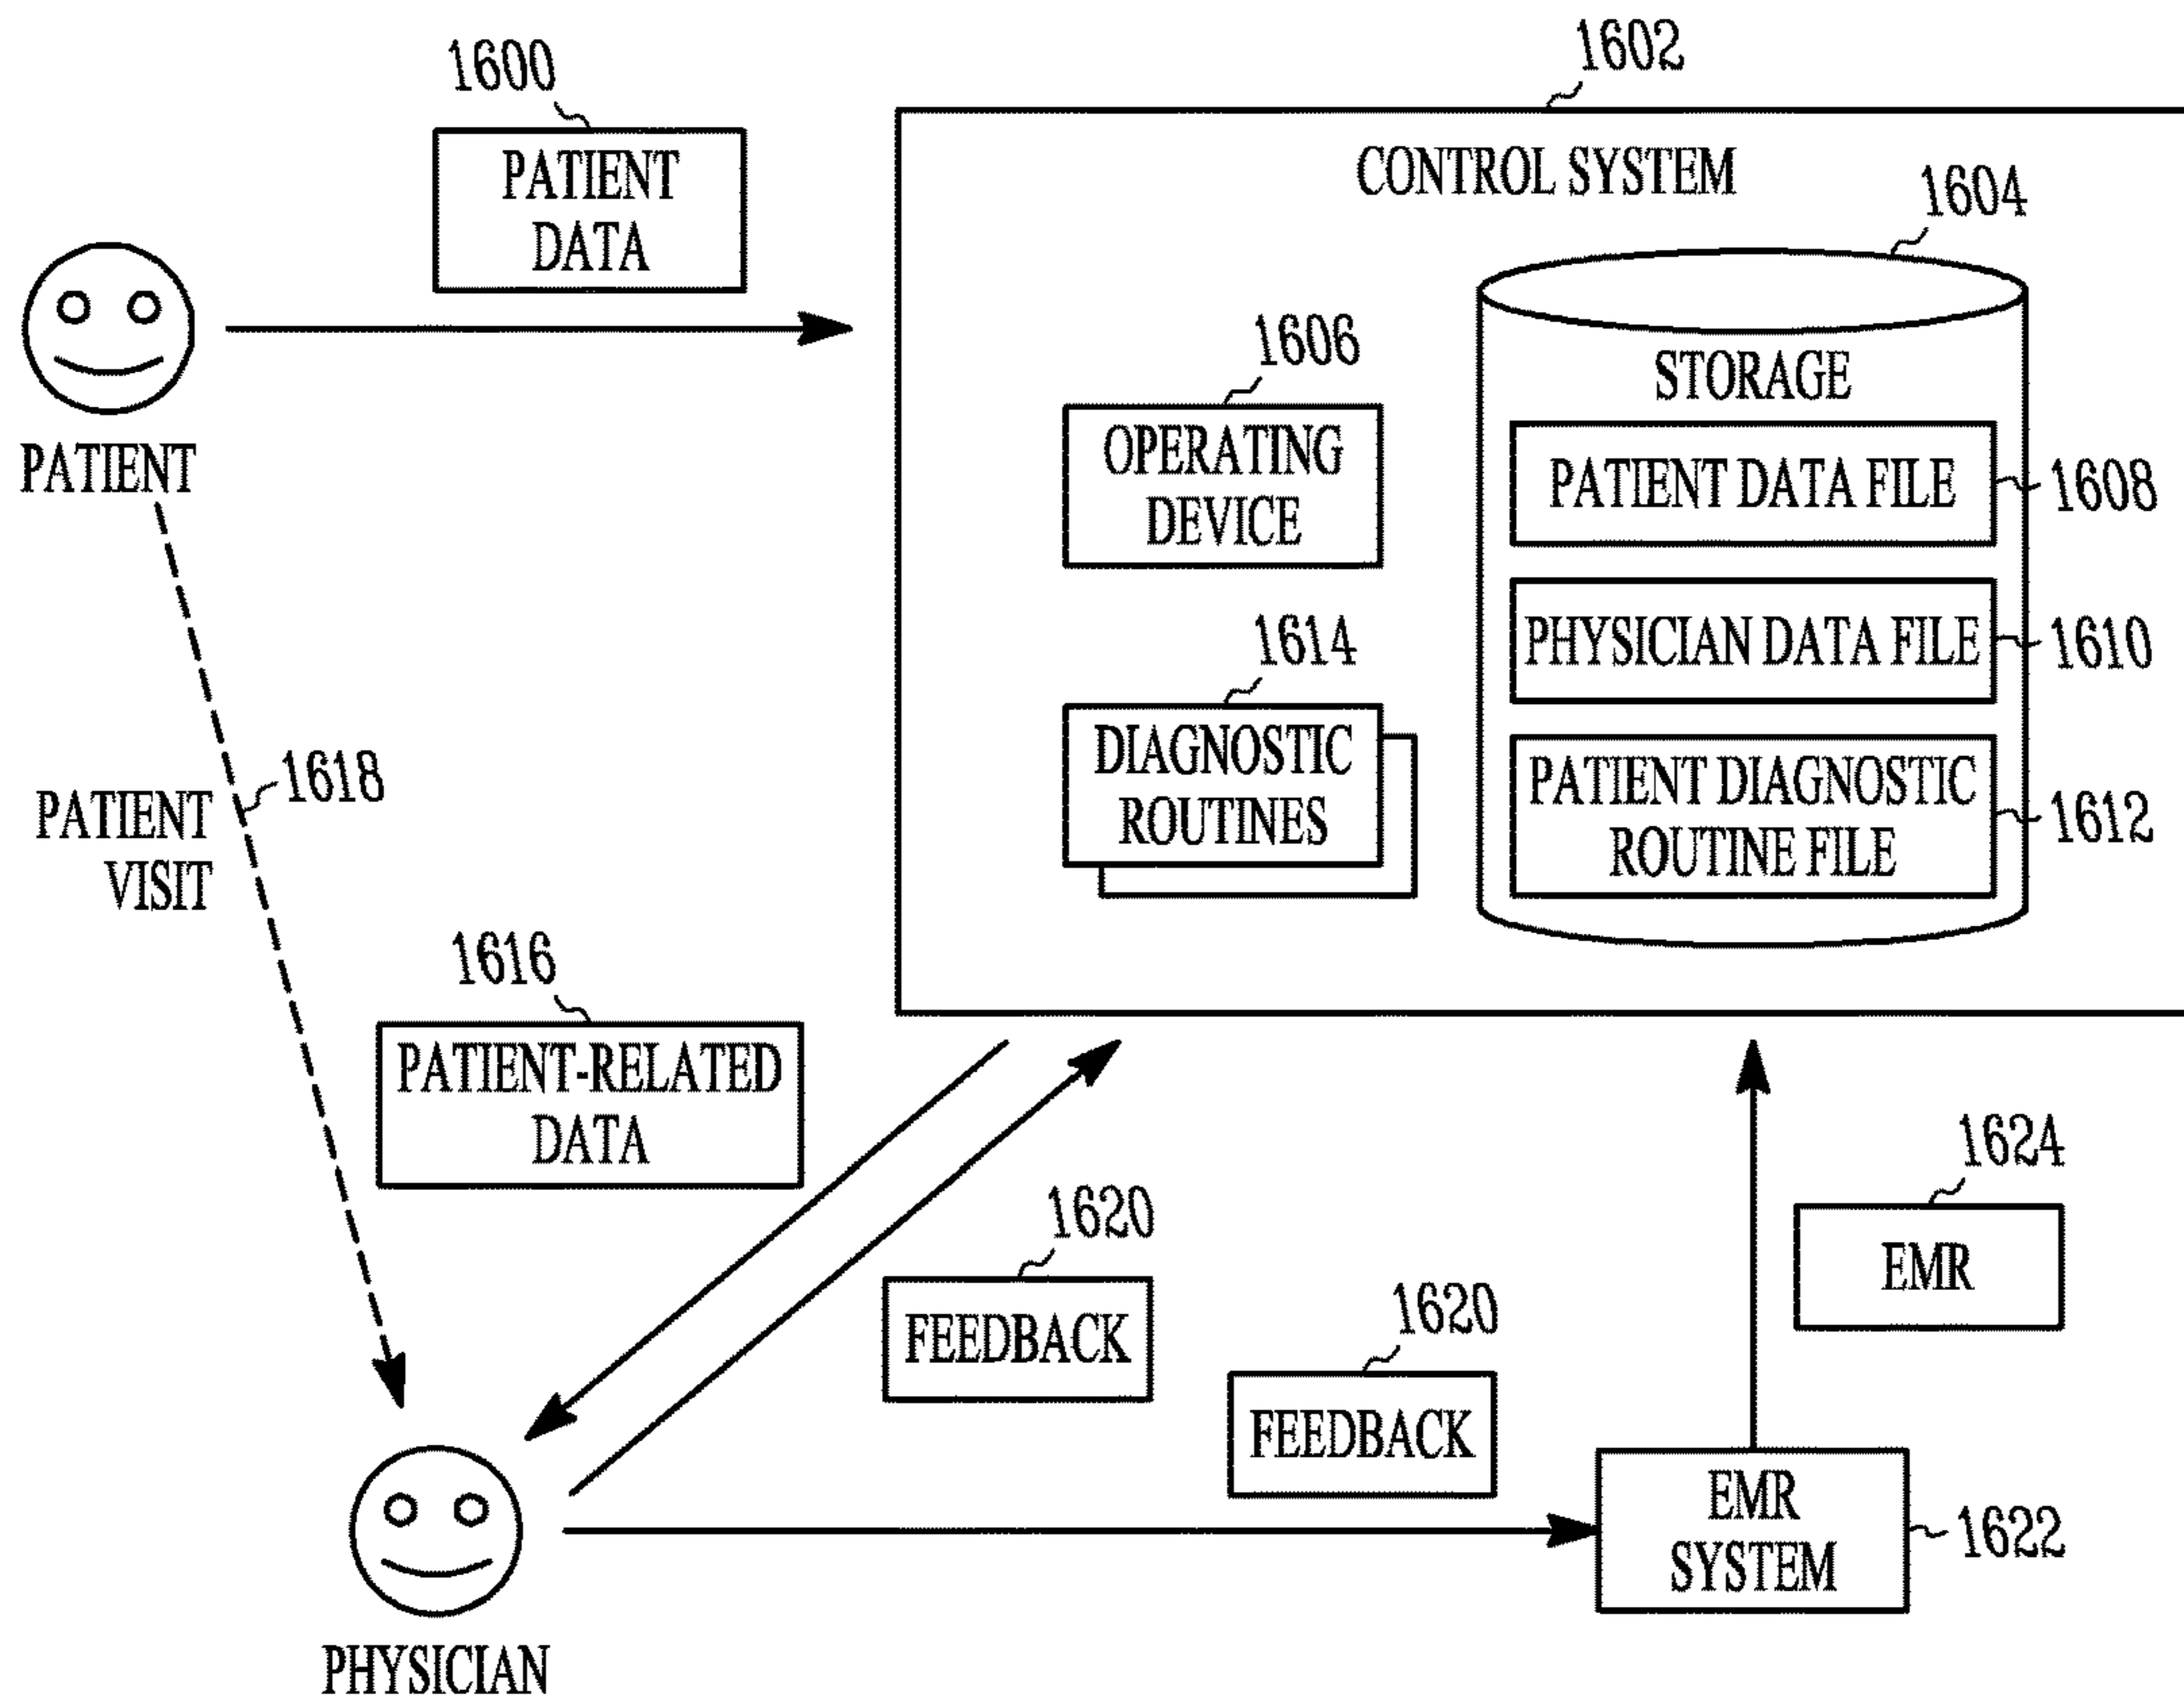 1600
PATIENT
DATA
PATIENT
1602
CONTROL SYSTEM
1604
STORAGE
1606
OPERATING
DEVICE
PATIENT DATA FILE
1608
PHYSICIAN DATA FILE
1610
1614
DIAGNOSTIC
ROUTINES
PATIENT DIAGNOSTIC
ROUTINE FILE
1612
PATIENT
VISIT
1618
1616
PATIENT-RELATED
DATA
1620
FEEDBACK
1620
FEEDBACK
1624
EMR
EMR
SYSTEM
1622
PHYSICIAN